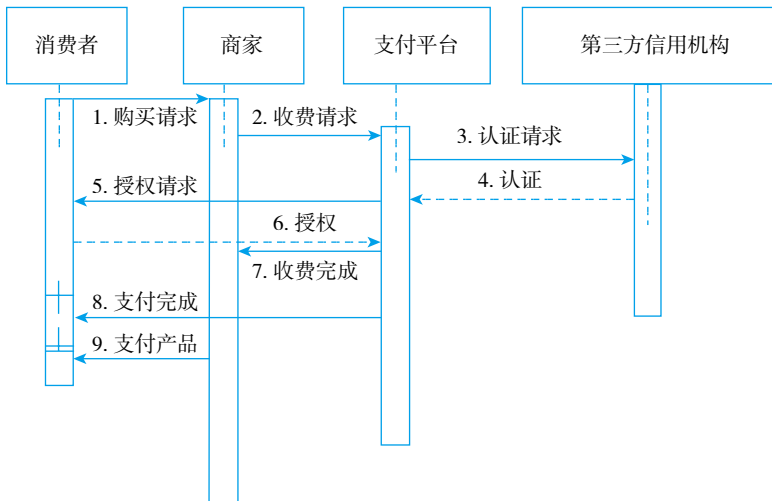 消费者
商家
支付平台
第三方信用机构
1. 购买请求
2. 收费请求
3. 认证请求
4. 认证
5. 授权请求
6. 授权
7. 收费完成
8. 支付完成
9. 支付产品